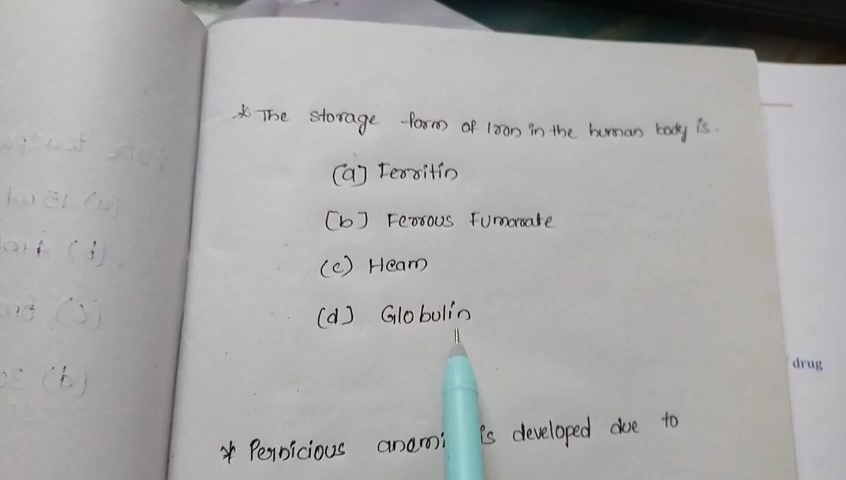 * The storage form of Iron in the human body is.
(a) Ferritin
(b) Ferrous Fumarate
(c) Heam
(d) Globulin
* Pernicious is developed due to
drug